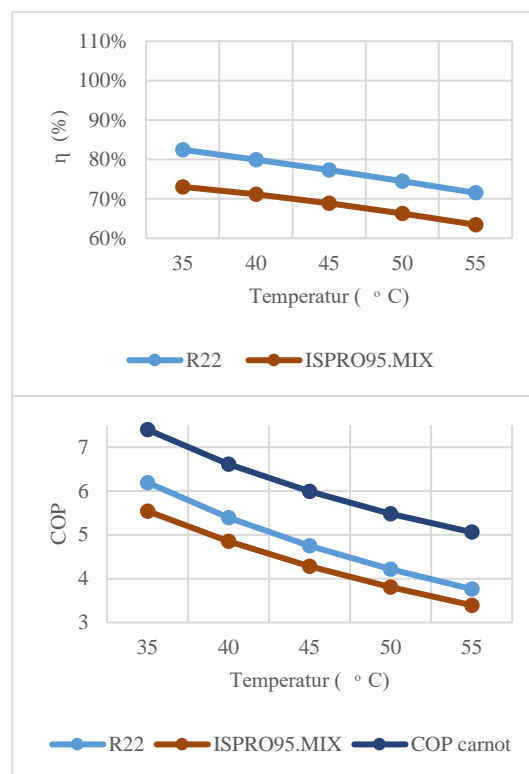 110%
100%
90%
80%
70%
60%
η (%)
35 40 45 50 55
Temperatur ( ° C)
R22 ISPRO95.MIX
7
6
5
4
3
COP
35 40 45 50 55
Temperatur ( ° C)
R22 ISPRO95.MIX COP carnot